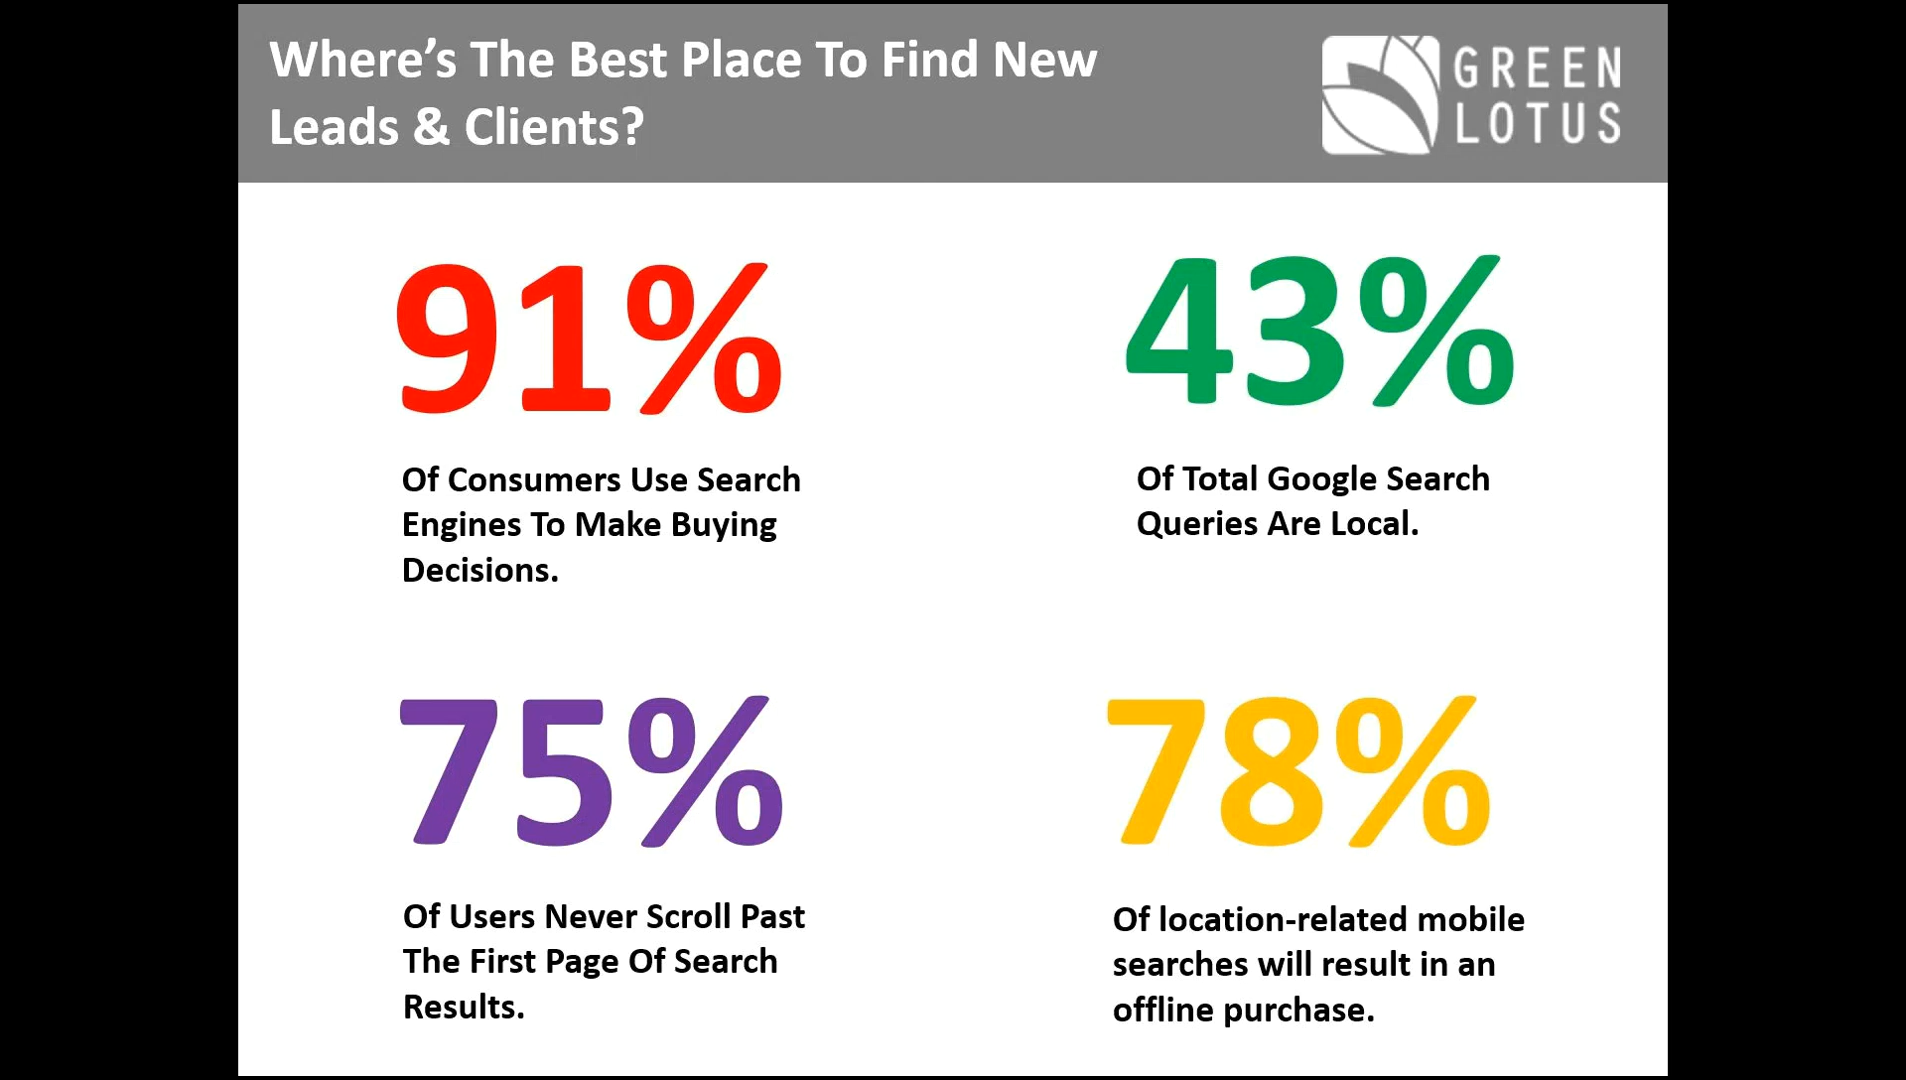 Where's The Best Place To Find New
Leads & Clients?
GREEN
LOTUS
91%
Of Consumers Use Search
Engines To Make Buying
Decisions.
43%
Of Total Google Search
Queries Are Local.
75%
Of Users Never Scroll Past
The First Page Of Search
Results.
78%
Of location-related mobile
searches will result in an
offline purchase.